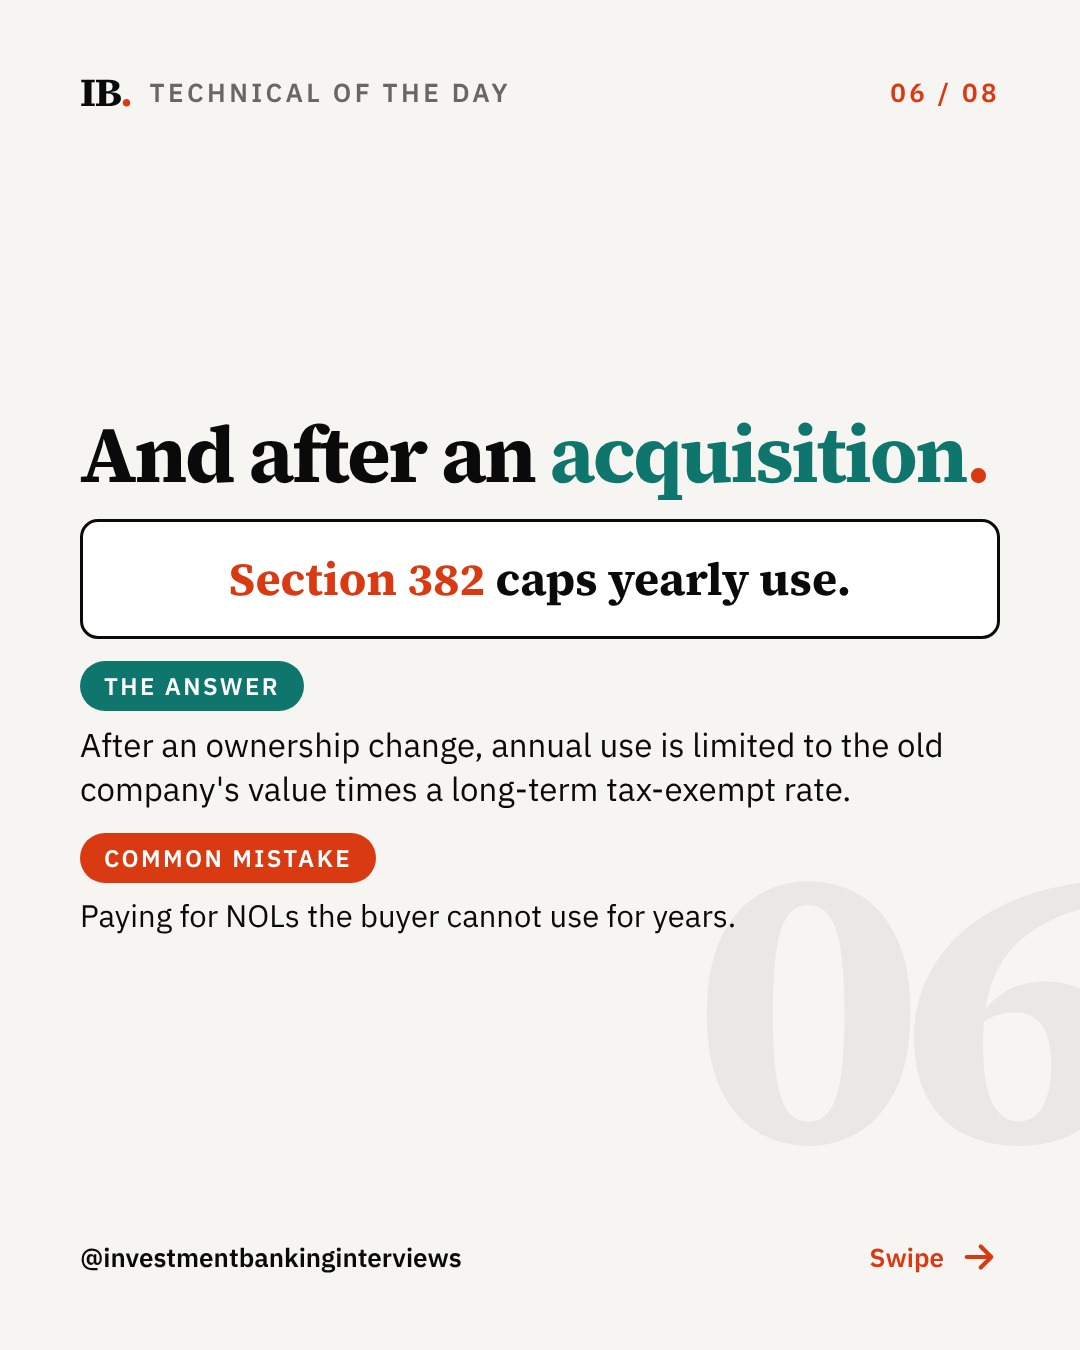 IB. TECHNICAL OF THE DAY
06 / 08
And after an acquisition.
Section 382 caps yearly use.
THE ANSWER
After an ownership change, annual use is limited to the old
company's value times a long-term tax-exempt rate.
COMMON MISTAKE
Paying for NOLs the buyer cannot use for years.
06
@investmentbankinginterviews
Swipe →